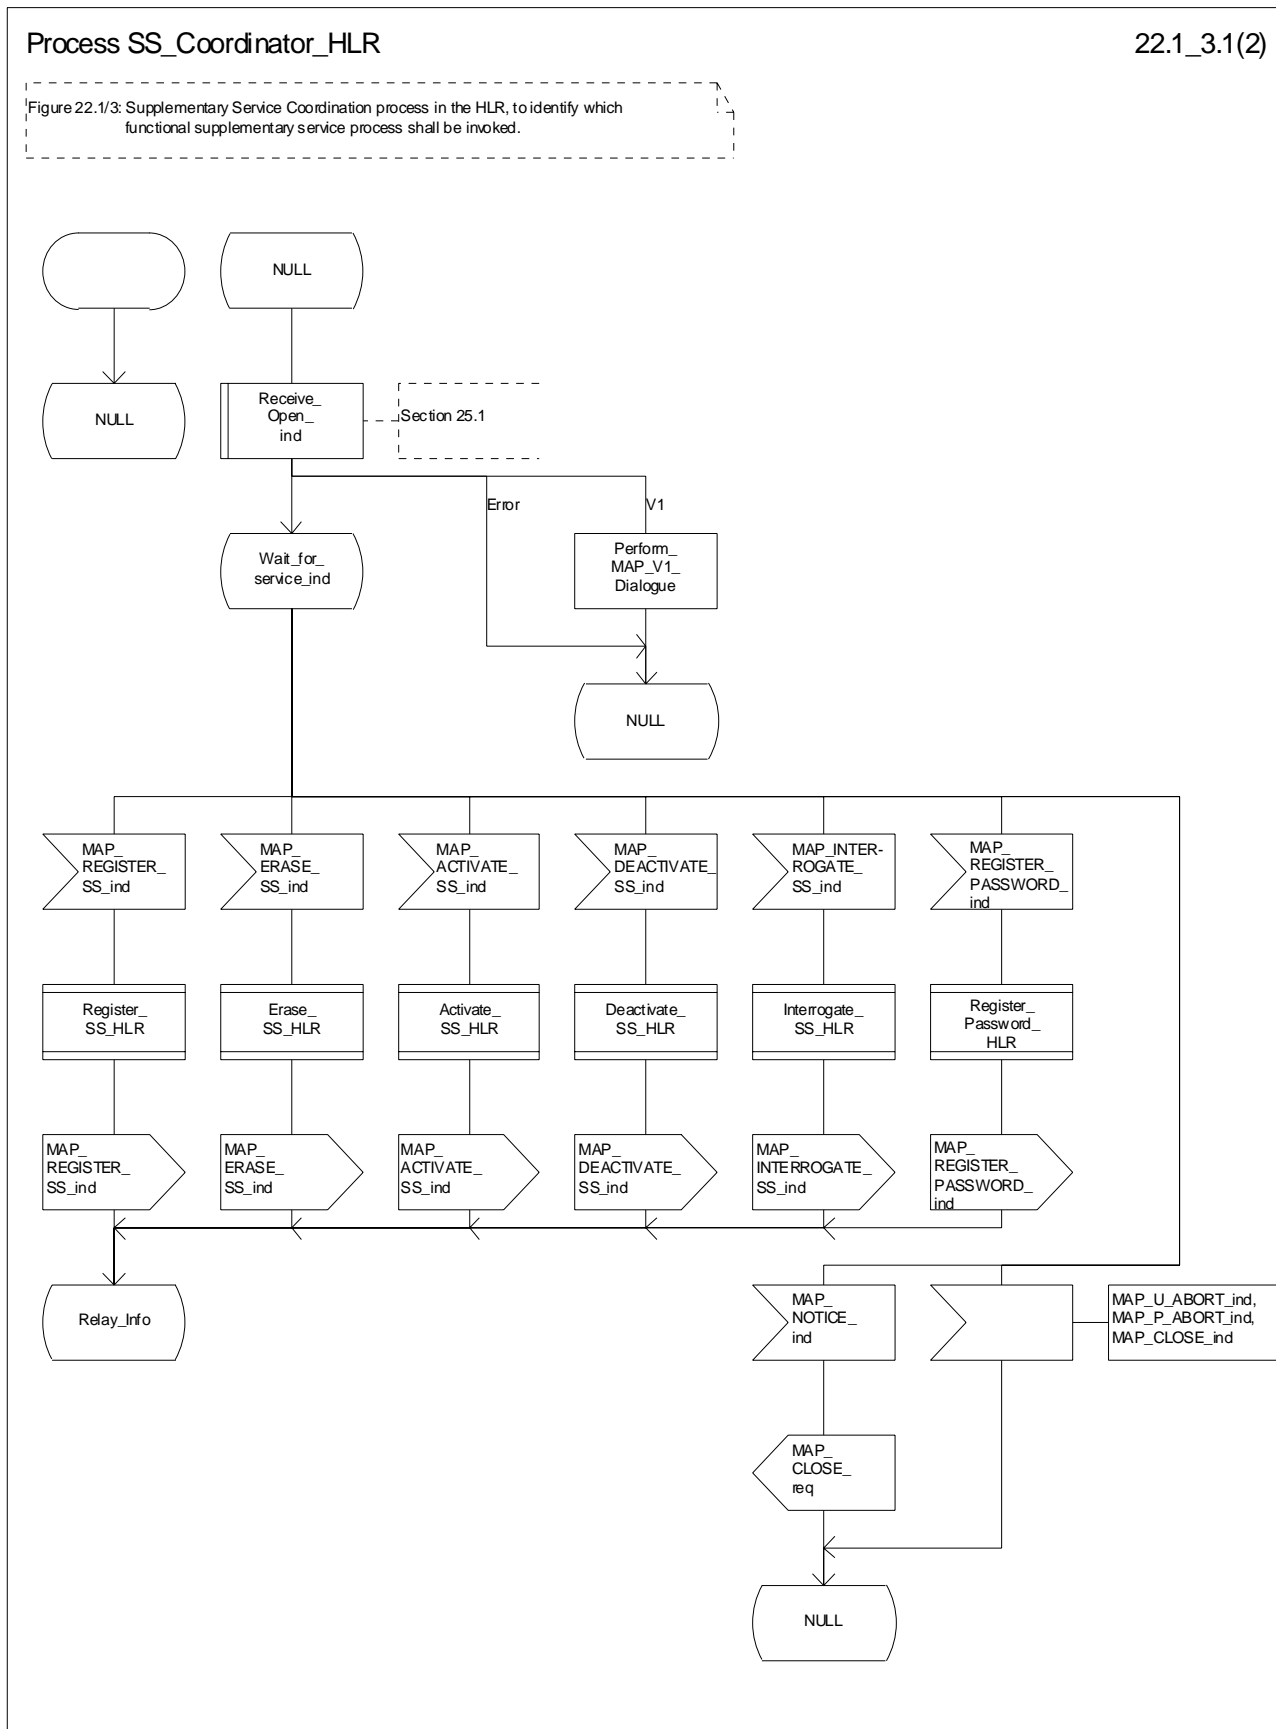 Process SS_Coordinator_HLR
22.1_3.1(2)
Figure 22.1/3: Supplementary Service Coordination process in the HLR, to identify which
functional supplementary service process shall be invoked.
NULL
NULL
Receive_
Open_
ind
Section 25.1
Error
V1
Wait_for_
service_ind
Perform_
MAP_V1_
Dialogue
NULL
MAP_
REGISTER_
SS_ind
MAP_
ERASE_
SS_ind
MAP_
ACTIVATE_
SS_ind
MAP_
DEACTIVATE_
SS_ind
MAP_INTER-
ROGATE_
SS_ind
MAP_
REGISTER_
PASSWORD_
ind
Register_
SS_HLR
Erase_
SS_HLR
Activate_
SS_HLR
Deactivate_
SS_HLR
Interrogate_
SS_HLR
Register_
Password_
HLR
MAP_
REGISTER_
SS_ind
MAP_
ERASE_
SS_ind
MAP_
ACTIVATE_
SS_ind
MAP_
DEACTIVATE_
SS_ind
MAP_
INTERROGATE_
SS_ind
MAP_
REGISTER_
PASSWORD_
ind
Relay_Info
MAP_
NOTICE_
ind
MAP_U_ABORT_ind,
MAP_P_ABORT_ind,
MAP_CLOSE_ind
MAP_
CLOSE_
req
NULL